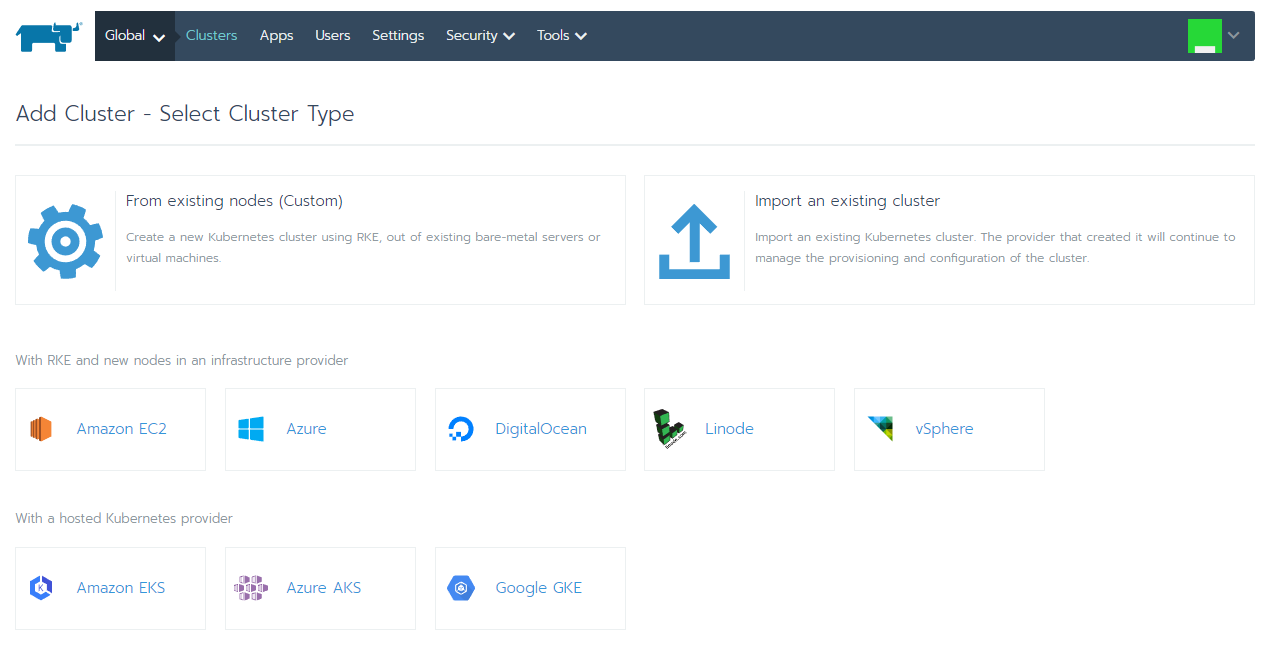 Global Clusters Apps Users Settings Security Tools
Add Cluster - Select Cluster Type
From existing nodes (Custom)
Create a new Kubernetes cluster using RKE, out of existing bare-metal servers or
virtual machines.
Import an existing cluster
Import an existing Kubernetes cluster. The provider that created it will continue to
manage the provisioning and configuration of the cluster.
With RKE and new nodes in an infrastructure provider
Amazon EC2
Azure
DigitalOcean
linode.com
Linode
vSphere
With a hosted Kubernetes provider
K
Amazon EKS
Azure AKS
Google GKE